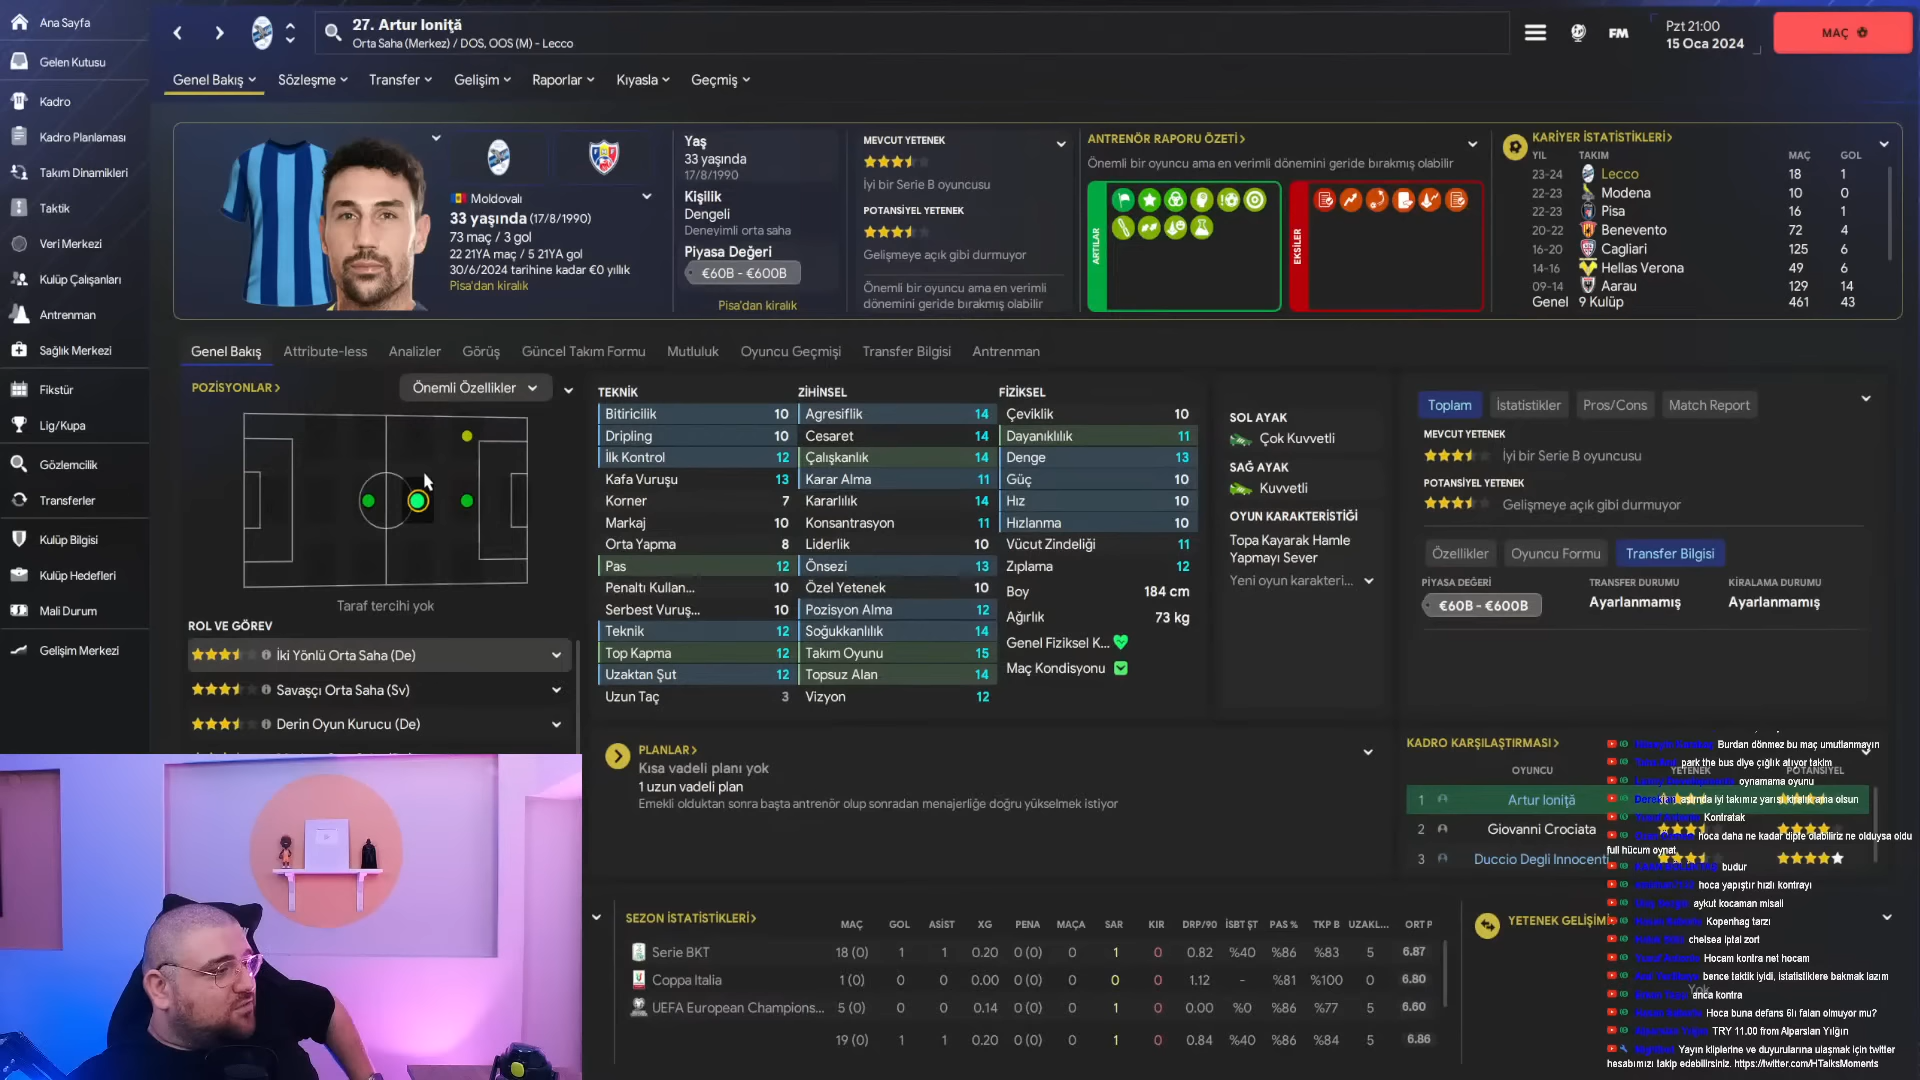 Ana Sayfa
Gelen Kutusu
Kadro
Kadro Planlaması
Takım Dinamikleri
Taktik
Veri Merkezi
Kulüp Çalışanları
Antrenman
Sağlık Merkezi
Fikstür
Lig/Kupa
Gözlemcilik
Transferler
Kulüp Bilgisi
Kulüp Hedefleri
Mali Durum
Gelişim Merkezi
27. Artur Ioniță
Orta Saha (Merkez) / DOS, OOS (M) - Lecco
FM
Pzt 21:00
15 Oca 2024
MAÇ
Genel Bakış Sözleşme Transfer Gelişim Raporlar Kıyasla Geçmiş
Moldovalı
33 yaşında (17/8/1990)
73 maç / 3 gol
22 21YA maç / 5 21YA gol
30/6/2024 tarihine kadar €0 yıllık
Pisa'dan kiralık
Yaş
33 yaşında
17/8/1990
Kişilik
Dengeli
Deneyimli orta saha
Piyasa Değeri
€60B - €600B
Pisa'dan kiralık
MEVCUT YETENEK
İyi bir Serie B oyuncusu
POTANSİYEL YETENEK
Gelişmeye açık gibi durmuyor
Önemli bir oyuncu ama en verimli
dönemini geride bırakmış olabilir
ANTRENÖR RAPORU ÖZETİ>
Önemli bir oyuncu ama en verimli dönemini geride bırakmış olabilir
ARTILAR
EKSİLER
KARİYER İSTATİSTİKLERİ>
YIL TAKIM MAÇ GOL
23-24 Lecco 18 1
22-23 Modena 10 0
22-23 Pisa 16 1
20-22 Benevento 72 4
16-20 Cagliari 125 6
14-16 Hellas Verona 49 6
09-14 Aarau 129 14
Genel 9 Kulüp 461 43
Genel Bakış Attribute-less Analizler Görüş Güncel Takım Formu Mutluluk Oyuncu Geçmişi Transfer Bilgisi Antrenman
POZİSYONLAR> Önemli Özellikler
Taraf tercihi yok
ROL VE GÖREV
İki Yönlü Orta Saha (De)
Savaşçı Orta Saha (Sv)
Derin Oyun Kurucu (De)
TEKNİK
Bitiricilik 10
Dripling 10
İlk Kontrol 12
Kafa Vuruşu 13
Korner 7
Markaj 10
Orta Yapma 8
Pas 12
Penaltı Kullan... 10
Serbest Vuruş... 10
Teknik 12
Top Kapma 12
Uzaktan Şut 12
Uzun Taç 3
ZİHİNSEL
Agresiflik 14
Cesaret 14
Çalışkanlık 14
Karar Alma 11
Kararlılık 14
Konsantrasyon 11
Liderlik 10
Önsezi 13
Özel Yetenek 10
Pozisyon Alma 12
Soğukkanlılık 14
Takım Oyunu 15
Topsuz Alan 14
Vizyon 12
FİZİKSEL
Çeviklik 10
Dayanıklılık 11
Denge 13
Güç 10
Hız 10
Hızlanma 10
Vücut Zindeliği 11
Zıplama 12
Boy 184 cm
Ağırlık 73 kg
Genel Fiziksel K...
Maç Kondisyonu
SOL AYAK
Çok Kuvvetli
SAĞ AYAK
Kuvvetli
OYUN KARAKTERİSTİĞİ
Topa Kayarak Hamle
Yapmayı Sever
Yeni oyun karakteri...
Toplam İstatistikler Pros/Cons Match Report
MEVCUT YETENEK
İyi bir Serie B oyuncusu
POTANSİYEL YETENEK
Gelişmeye açık gibi durmuyor
Özellikler Oyuncu Formu Transfer Bilgisi
PİYASA DEĞERİ TRANSFER DURUMU KİRALAMA DURUMU
€60B - €600B Ayarlanmamış Ayarlanmamış
PLANLAR>
Kısa vadeli planı yok
1 uzun vadeli plan
Emekli olduktan sonra başta antrenör olup sonradan menajerliğe doğru yükselmek istiyor
KADRO KARŞILAŞTIRMASI>
OYUNCU YETENEK POTANSİYEL
1 Artur Ioniță
2 Giovanni Crociata
3 Duccio Degli Innocenti
SEZON İSTATİSTİKLERİ> MAÇ GOL ASİST XG PENA MAÇA SAR KIR DRP/90 İSBT ŞT PAS % TKP B UZAKL... ORT P
Serie BKT 18 (0) 1 1 0.20 0 (0) 0 1 0 0.82 %40 %86 %83 5 6.87
Coppa Italia 1 (0) 0 0 0.00 0 (0) 0 0 0 1.12 - %81 %100 0 6.80
UEFA European Champions... 5 (0) 0 0 0.14 0 (0) 0 1 0 0.00 %0 %86 %77 5 6.60
19 (0) 1 1 0.20 0 (0) 0 1 0 0.84 %40 %86 %84 5 6.86
YETENEK GELİŞİMİ
Yok
Burdan dönmez bu maç umutlanmayın
park the bus diye çığlık atıyor takim
oynamama oyunu
aslında iyi takımız yarısı kiralık ama olsun
Kontratak
hoca daha ne kadar dipte olabiliriz ne olduysa oldu
full hücum oynat
budur
hoca yapıştır hızlı kontrayı
aykut kocaman misali
Kopenhag tarzı
chelsea iptal zort
Hocam kontra net hocam
bence taktik iyidi, istatistiklere bakmak lazım
anca kontra
Hoca buna defans 6lı falan olmuyor mu?
TRY 11.00 from Alparslan Yılğın
Yayın kliplerine ve duyurularına ulaşmak için twitter
hesabımızı takip edebilirsiniz. https://twitter.com/HTalksMoments